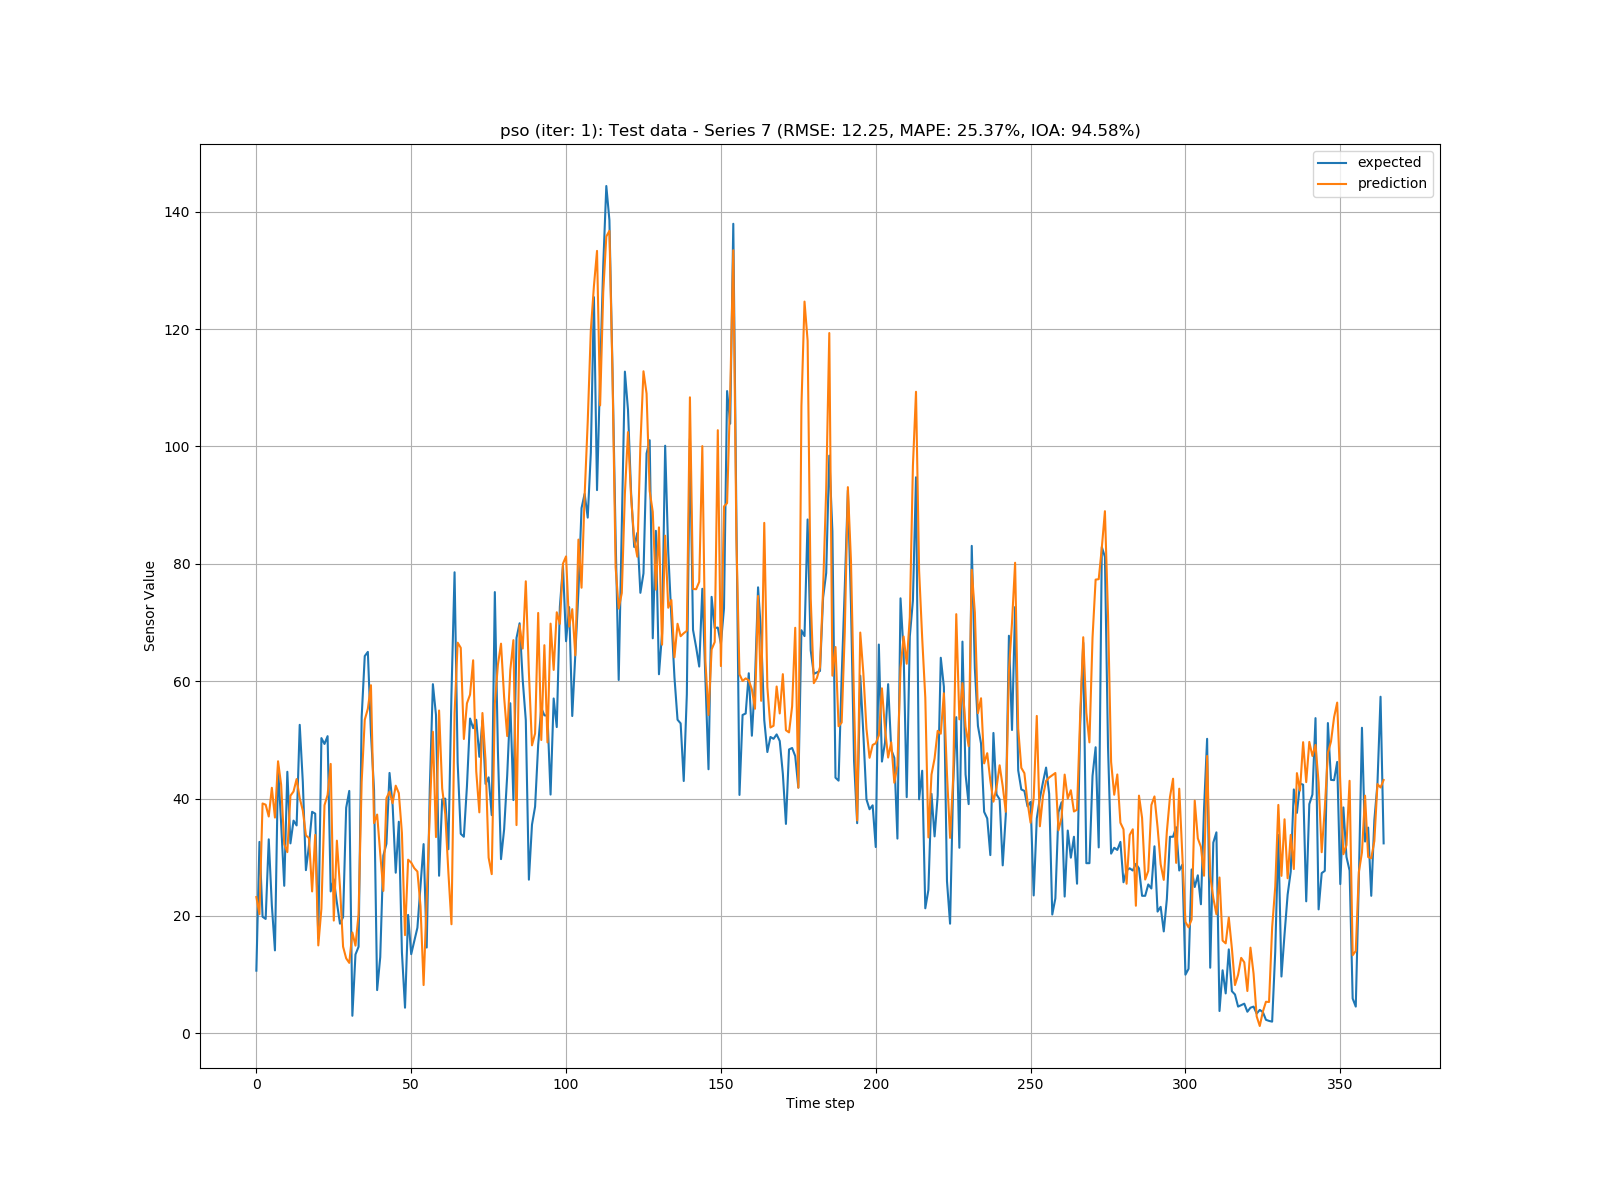 pso (iter: 1): Test data - Series 7 (RMSE: 12.25, MAPE: 25.37%, IOA: 94.58%)
expected
prediction
140
120
100
80
60
40
20
0
Sensor Value
0 50 100 150 200 250 300 350
Time step